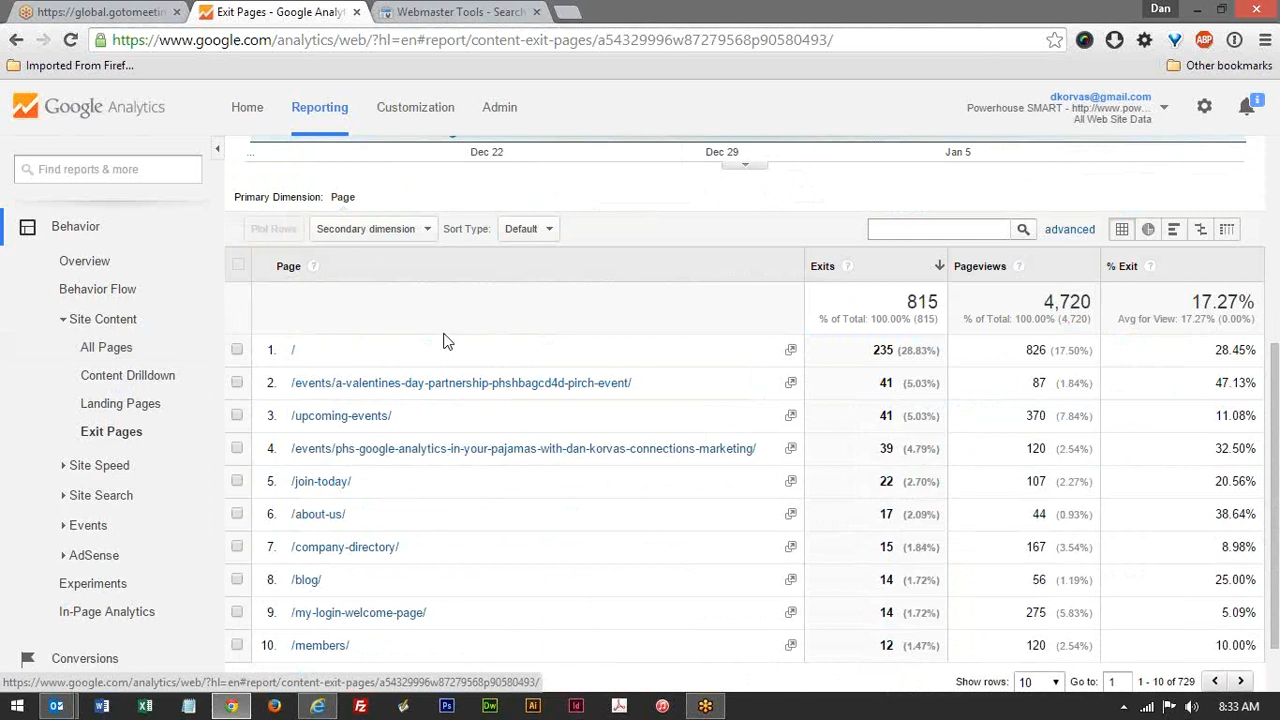 https://global.gotomeetin
Exit Pages - Google Analyt
Webmaster Tools - Search
Dan
https://www.google.com/analytics/web/?hl=en#report/content-exit-pages/a54329996w87279568p90580493/
ABP
Imported From Firef...
Other bookmarks
Google Analytics
Home
Reporting
Customization
Admin
dkorvas@gmail.com
Powerhouse SMART - http://www.pow...
All Web Site Data
Find reports & more
Behavior
Overview
Behavior Flow
Site Content
All Pages
Content Drilldown
Landing Pages
Exit Pages
Site Speed
Site Search
Events
AdSense
Experiments
In-Page Analytics
Conversions
... Dec 22 Dec 29 Jan 5
Primary Dimension: Page
Plot Rows Secondary dimension Sort Type: Default advanced
Page ? Exits ? Pageviews ? % Exit ?
815 4,720 17.27%
% of Total: 100.00% (815) % of Total: 100.00% (4,720) Avg for View: 17.27% (0.00%)
1. / 235 (28.83%) 826 (17.50%) 28.45%
2. /events/a-valentines-day-partnership-phshbagcd4d-pirch-event/ 41 (5.03%) 87 (1.84%) 47.13%
3. /upcoming-events/ 41 (5.03%) 370 (7.84%) 11.08%
4. /events/phs-google-analytics-in-your-pajamas-with-dan-korvas-connections-marketing/ 39 (4.79%) 120 (2.54%) 32.50%
5. /join-today/ 22 (2.70%) 107 (2.27%) 20.56%
6. /about-us/ 17 (2.09%) 44 (0.93%) 38.64%
7. /company-directory/ 15 (1.84%) 167 (3.54%) 8.98%
8. /blog/ 14 (1.72%) 56 (1.19%) 25.00%
9. /my-login-welcome-page/ 14 (1.72%) 275 (5.83%) 5.09%
10. /members/ 12 (1.47%) 120 (2.54%) 10.00%
Show rows: 10 Go to: 1 1 - 10 of 729
https://www.google.com/analytics/web/?hl=en#report/content-exit-pages/a54329996w87279568p90580493/
Ps Dw Ai Id
8:33 AM